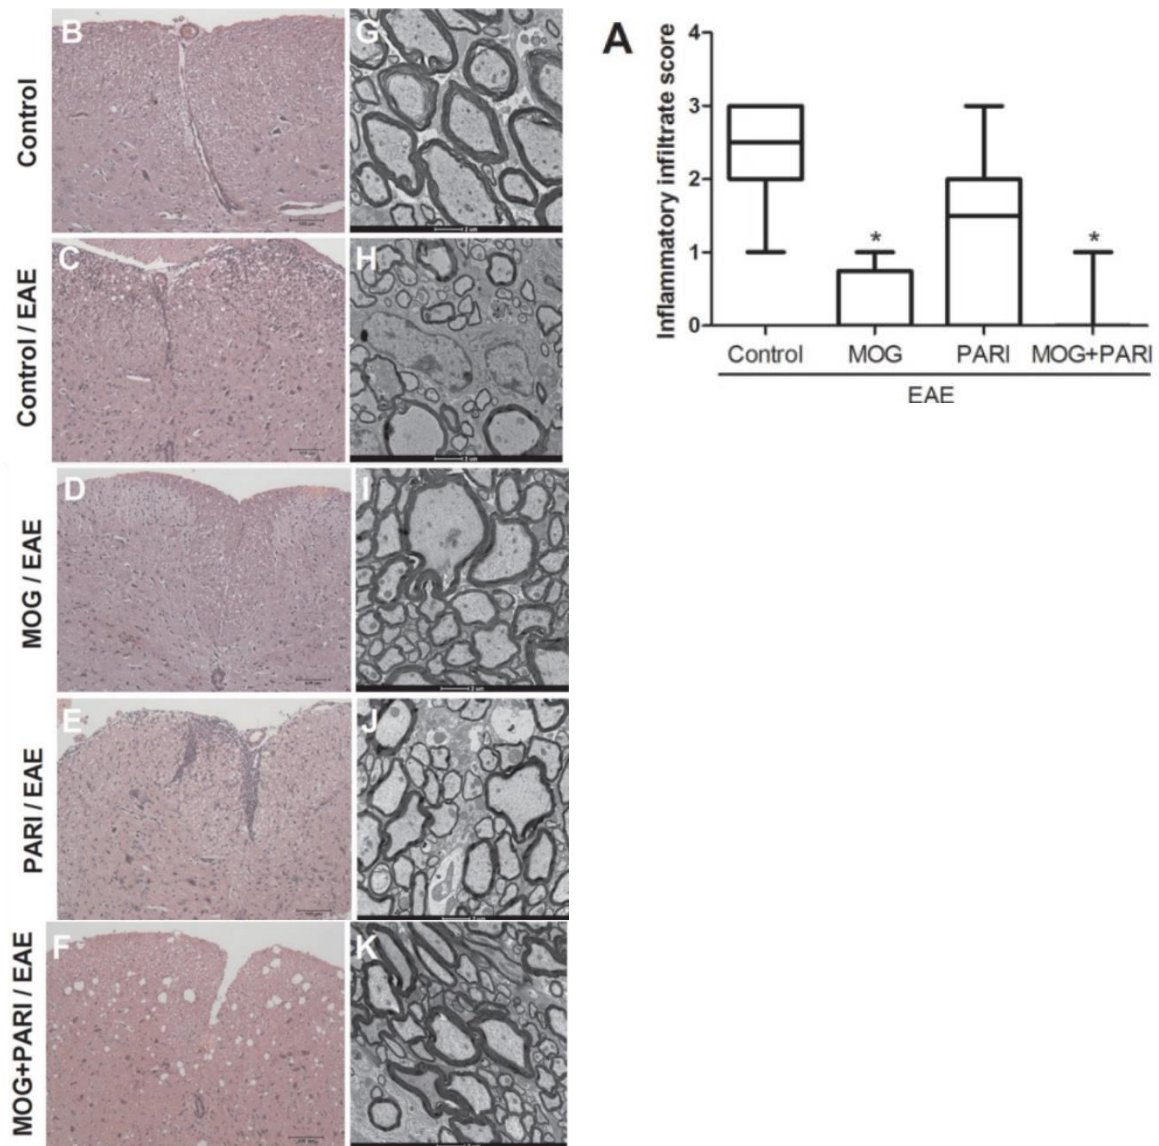 Control
B
G
Control / EAE
C
H
MOG / EAE
D
I
PARI / EAE
E
J
MOG+PARI / EAE
F
K
A
Inflammatory infiltrate score
4
3
2
1
0
*
*
Control MOG PARI MOG+PARI
EAE